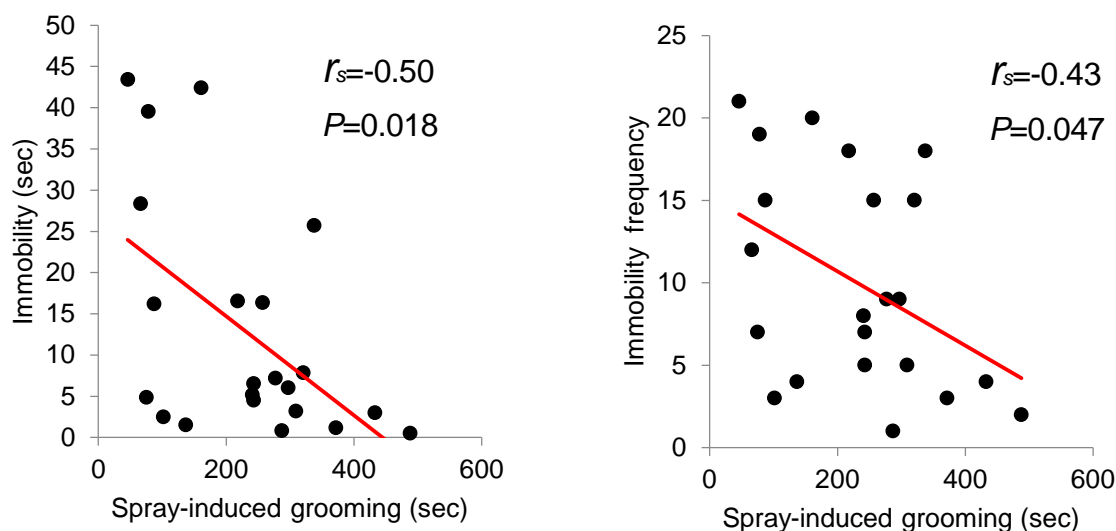 50
45
40
35
30
25
20
15
10
5
0
Immobility (sec)
rs=-0.50
P=0.018
0 200 400 600
Spray-induced grooming (sec)
25
20
15
10
5
0
Immobility frequency
rs=-0.43
P=0.047
0 200 400 600
Spray-induced grooming (sec)